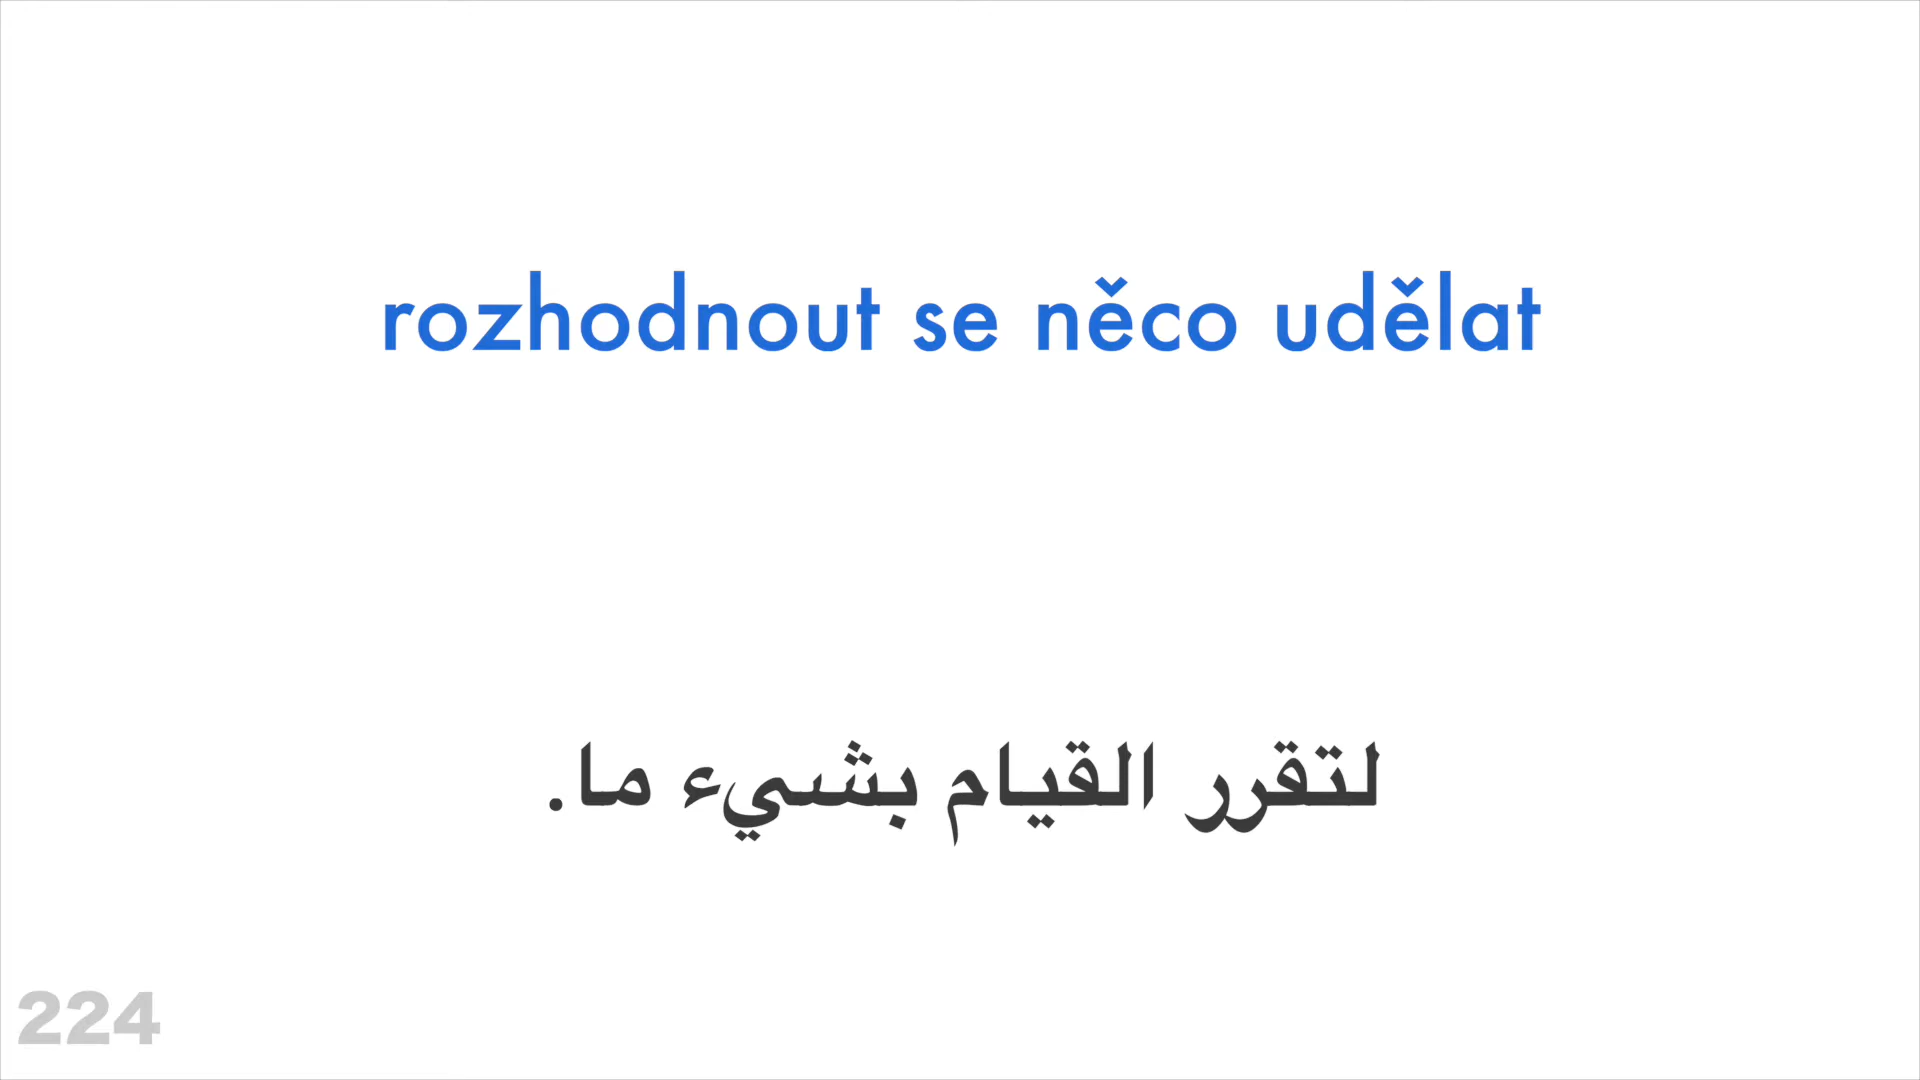 rozhodnout se něco udělat
لتقرر القيام بشيء ما.
224